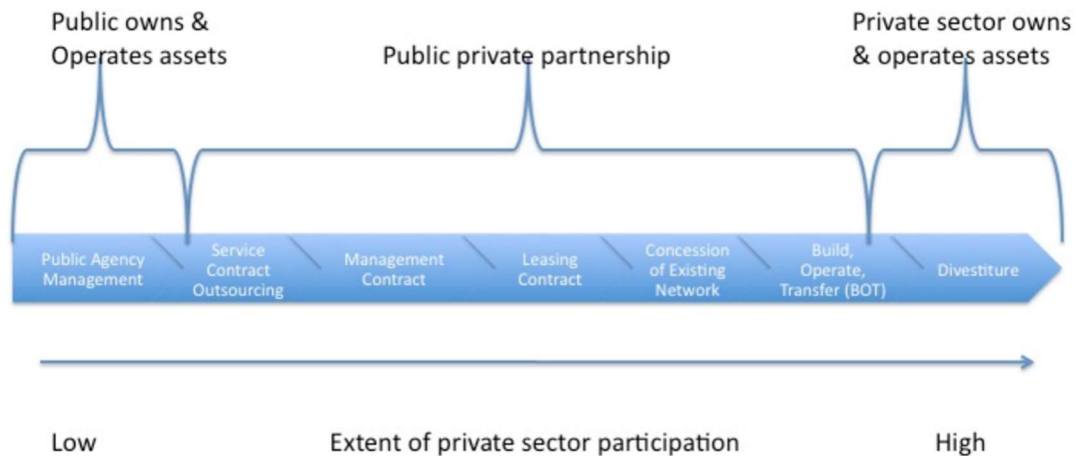 Public owns &
Operates assets
Public private partnership
Private sector owns
& operates assets
Public Agency
Management
Service
Contract
Outsourcing
Management
Contract
Leasing
Contract
Concession
of Existing
Network
Build,
Operate,
Transfer (BOT)
Divestiture
Low
Extent of private sector participation
High